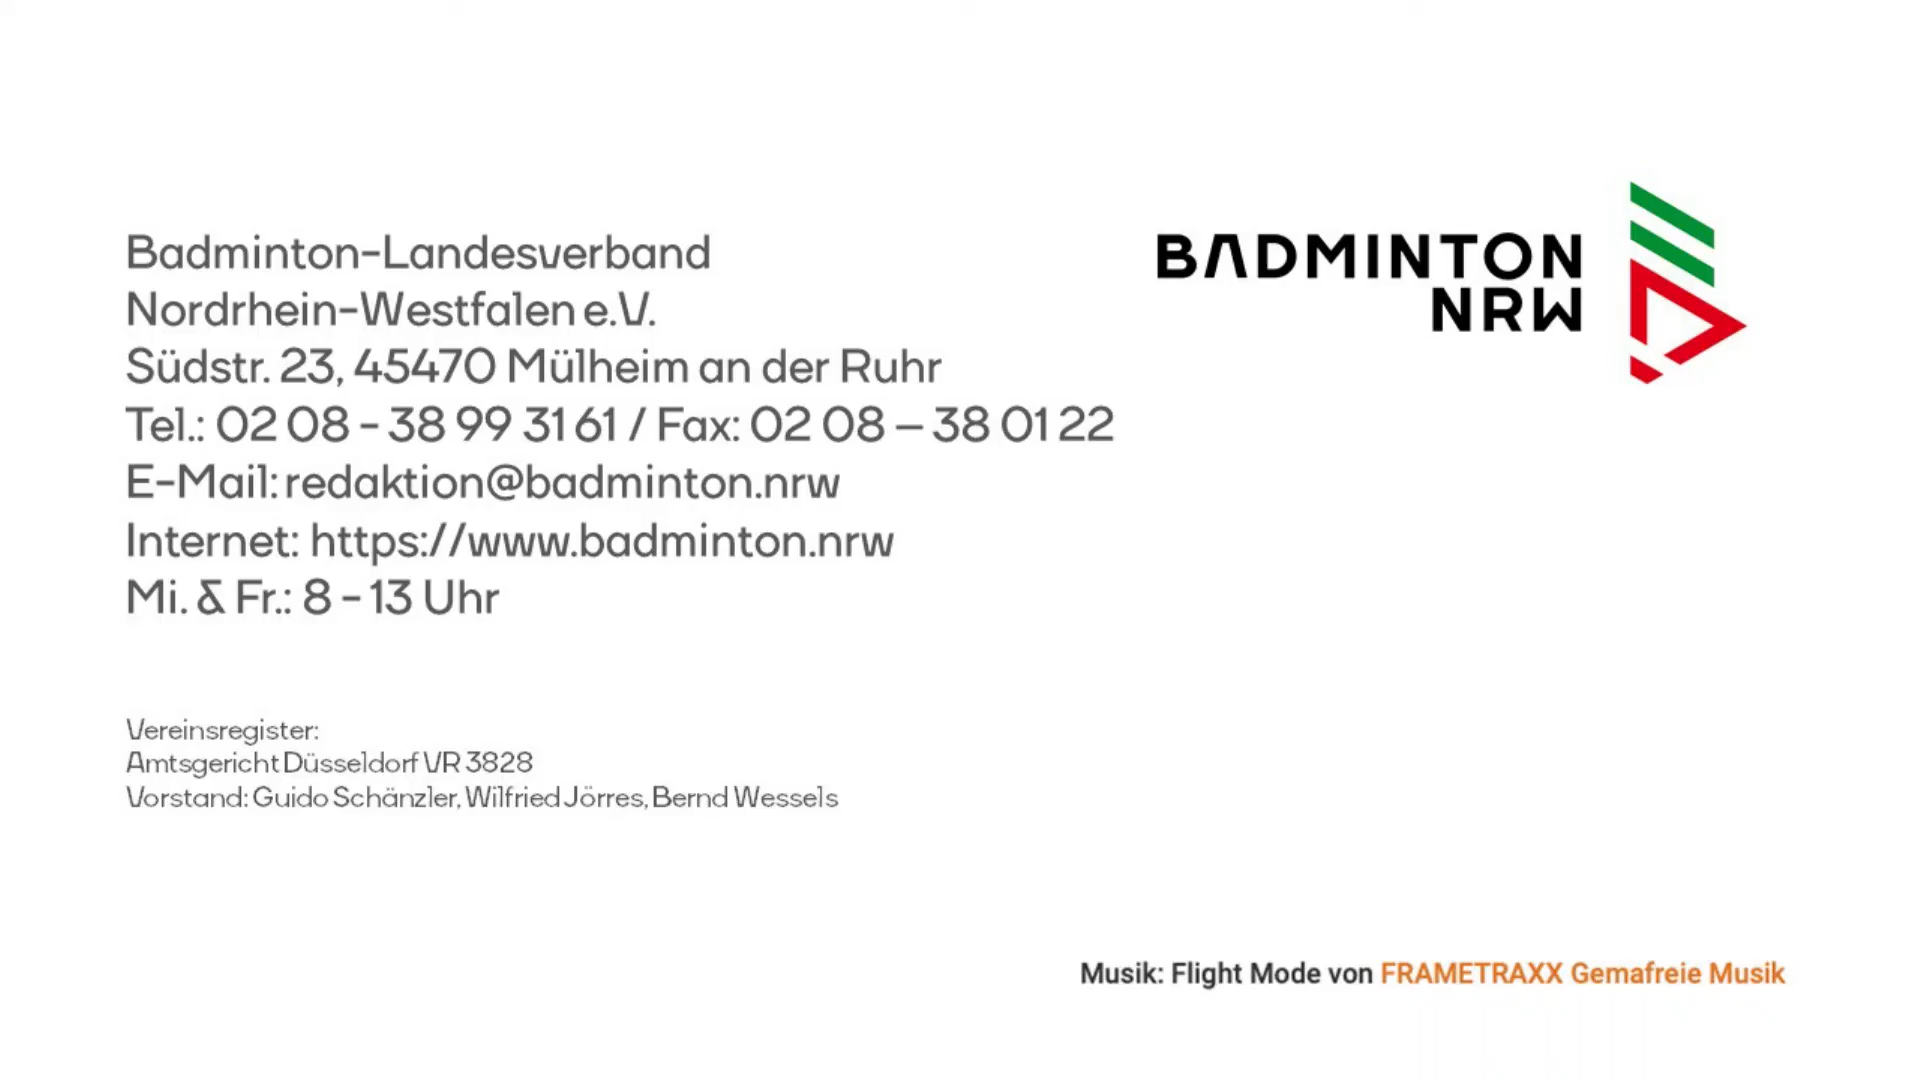 Badminton-Landesverband
Nordrhein-Westfalen e.V.
Südstr. 23, 45470 Mülheim an der Ruhr
Tel.: 02 08 - 38 99 31 61 / Fax: 02 08 – 38 01 22
E-Mail: redaktion@badminton.nrw
Internet: https://www.badminton.nrw
Mi. & Fr.: 8 - 13 Uhr
BADMINTON
NRW
Vereinsregister:
Amtsgericht Düsseldorf VR 3828
Vorstand: Guido Schänzler, Wilfried Jörres, Bernd Wessels
Musik: Flight Mode von FRAMETRAXX Gemafreie Musik